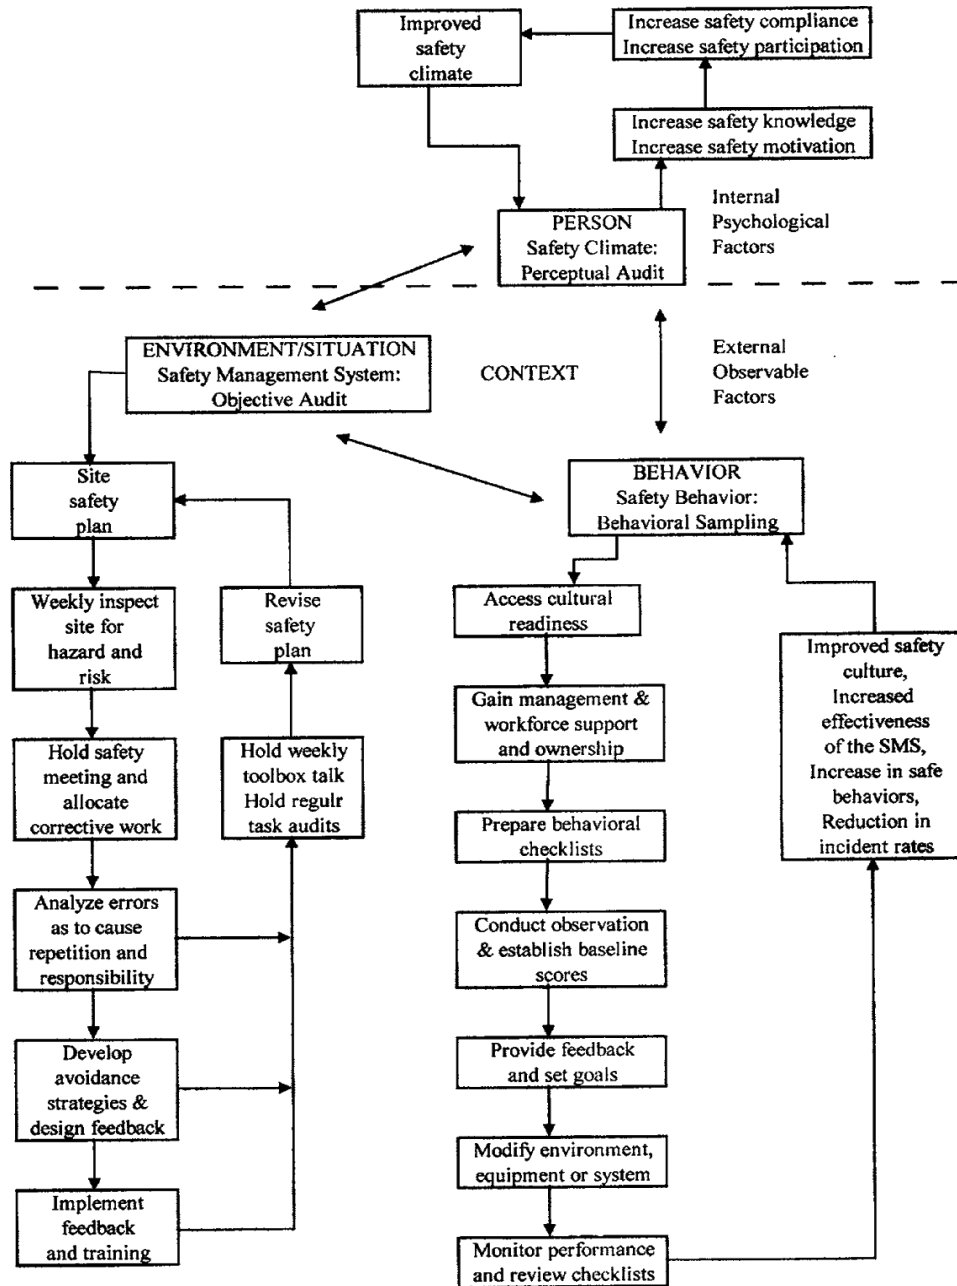 Improved
safety
climate
Increase safety compliance
Increase safety participation
Increase safety knowledge
Increase safety motivation
Internal
Psychological
Factors
PERSON
Safety Climate:
Perceptual Audit
ENVIRONMENT/SITUATION
Safety Management System:
Objective Audit
CONTEXT
External
Observable
Factors
BEHAVIOR
Safety Behavior:
Behavioral Sampling
Site
safety
plan
Weekly inspect
site for
hazard and
risk
Hold safety
meeting and
allocate
corrective work
Analyze errors
as to cause
repetition and
responsibility
Develop
avoidance
strategies &
design feedback
Implement
feedback
and training
Revise
safety
plan
Hold weekly
toolbox talk
Hold regulr
task audits
Access cultural
readiness
Gain management &
workforce support
and ownership
Prepare behavioral
checklists
Conduct observation
& establish baseline
scores
Provide feedback
and set goals
Modify environment,
equipment or system
Monitor performance
and review checklists
Improved safety
culture,
Increased
effectiveness
of the SMS,
Increase in safe
behaviors,
Reduction in
incident rates